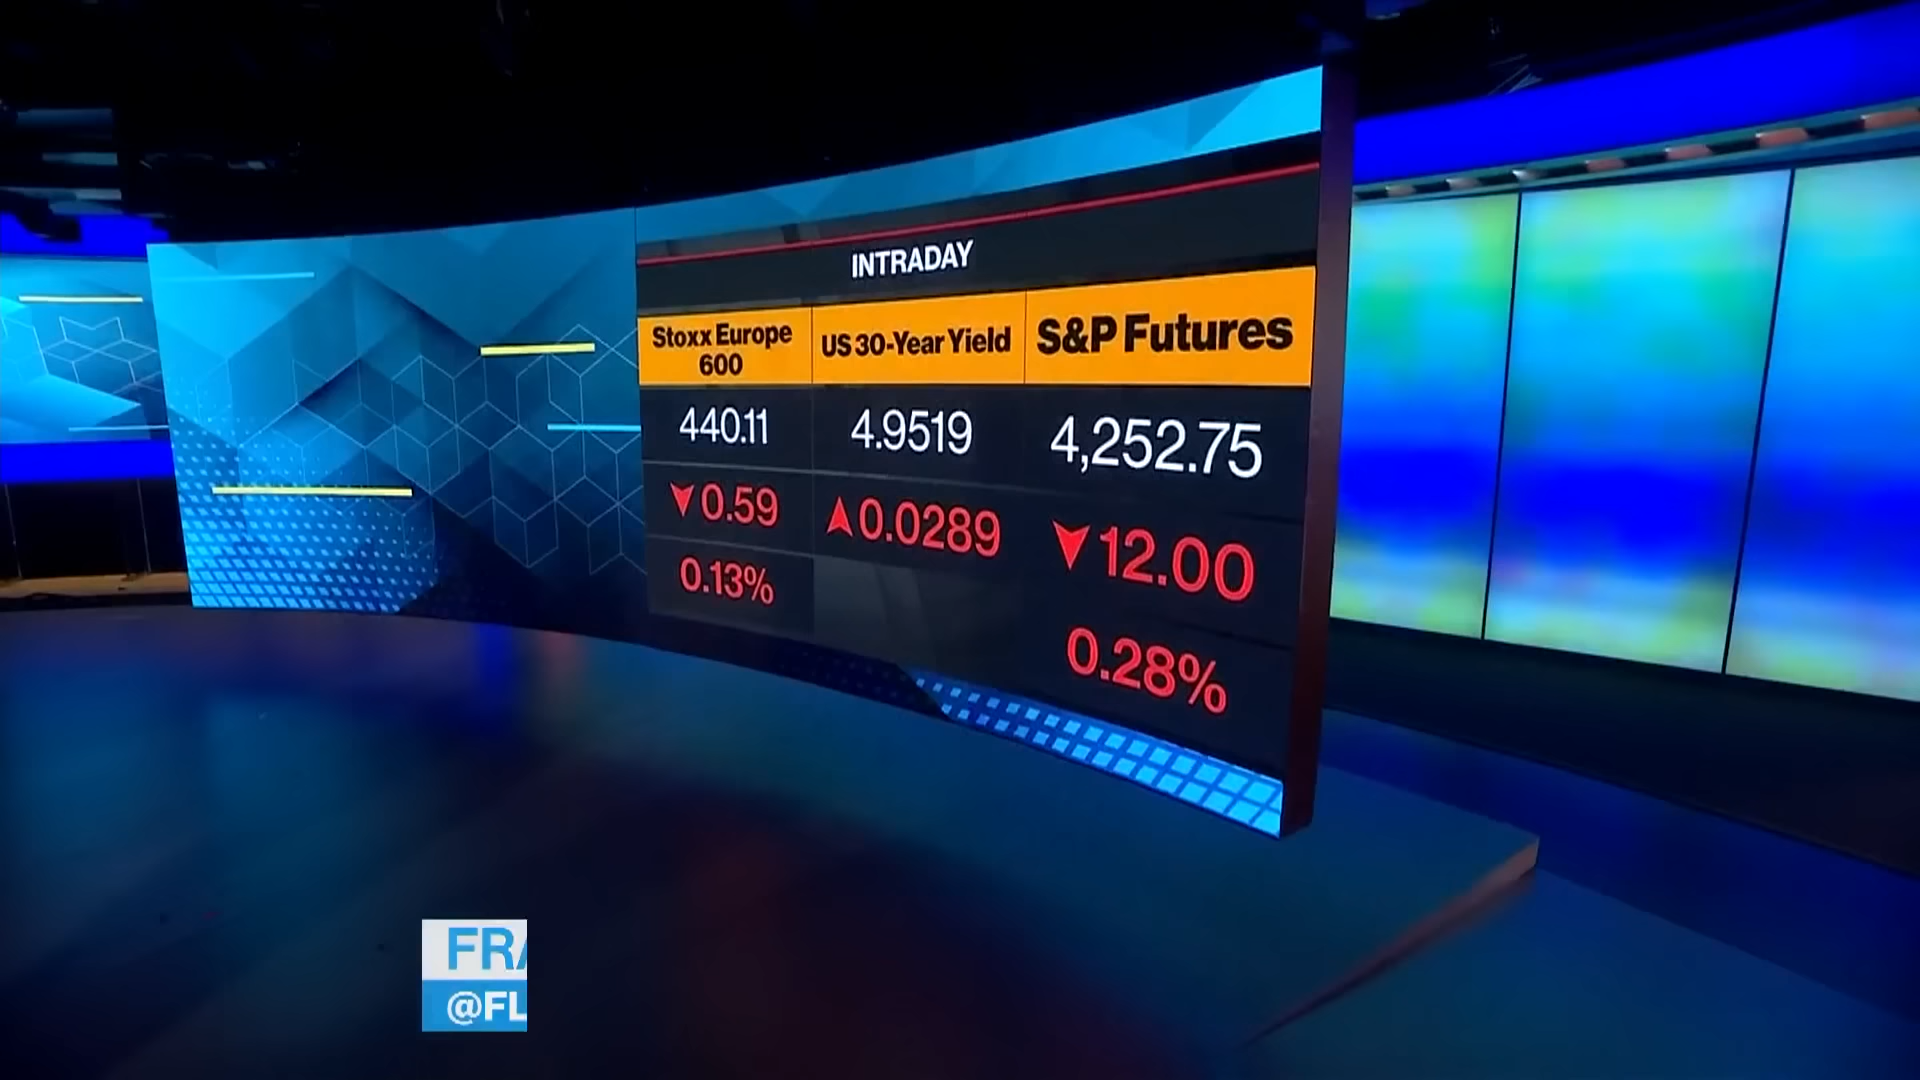 INTRADAY
Stoxx Europe
600
US 30-Year Yield
S&P Futures
440.11
4.9519
4,252.75
▼0.59
▲0.0289
▼12.00
0.13%
0.28%
FRA
@FL